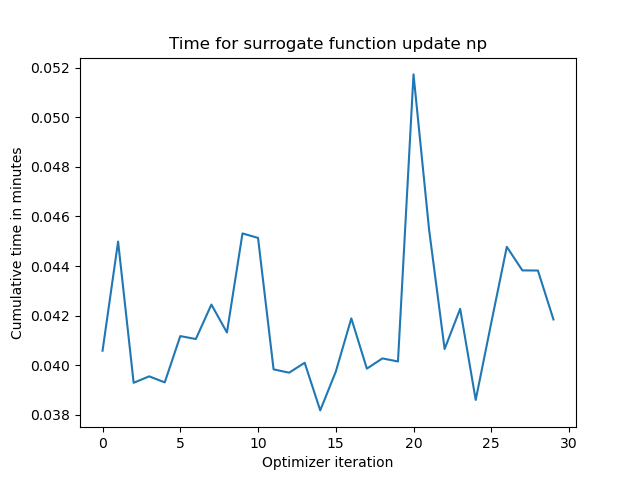 Time for surrogate function update np
Cumulative time in minutes
0.052
0.050
0.048
0.046
0.044
0.042
0.040
0.038
0 5 10 15 20 25 30
Optimizer iteration